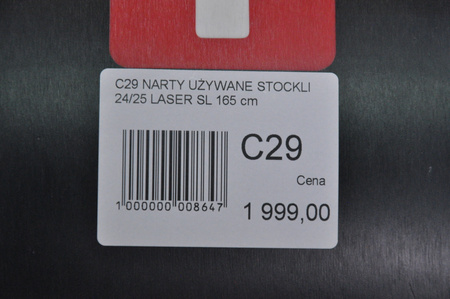 C29 NARTY UŻYWANE STOCKLI
24/25 LASER SL 165 cm
C29
Cena
1 000000 008647
1 999,00